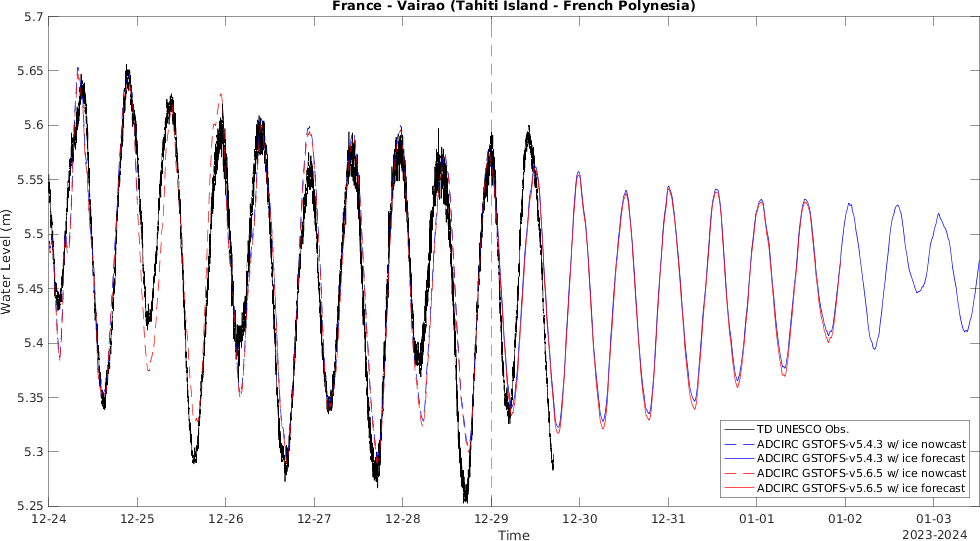 France - Vairao (Tahiti Island - French Polynesia)
5.7
5.65
5.6
5.55
5.5
5.45
5.4
5.35
5.3
5.25
Water Level (m)
TD UNESCO Obs.
ADCIRC GSTOFS-v5.4.3 w/ ice nowcast
ADCIRC GSTOFS-v5.4.3 w/ ice forecast
ADCIRC GSTOFS-v5.6.5 w/ ice nowcast
ADCIRC GSTOFS-v5.6.5 w/ ice forecast
12-24 12-25 12-26 12-27 12-28 12-29 12-30 12-31 01-01 01-02 01-03
Time
2023-2024